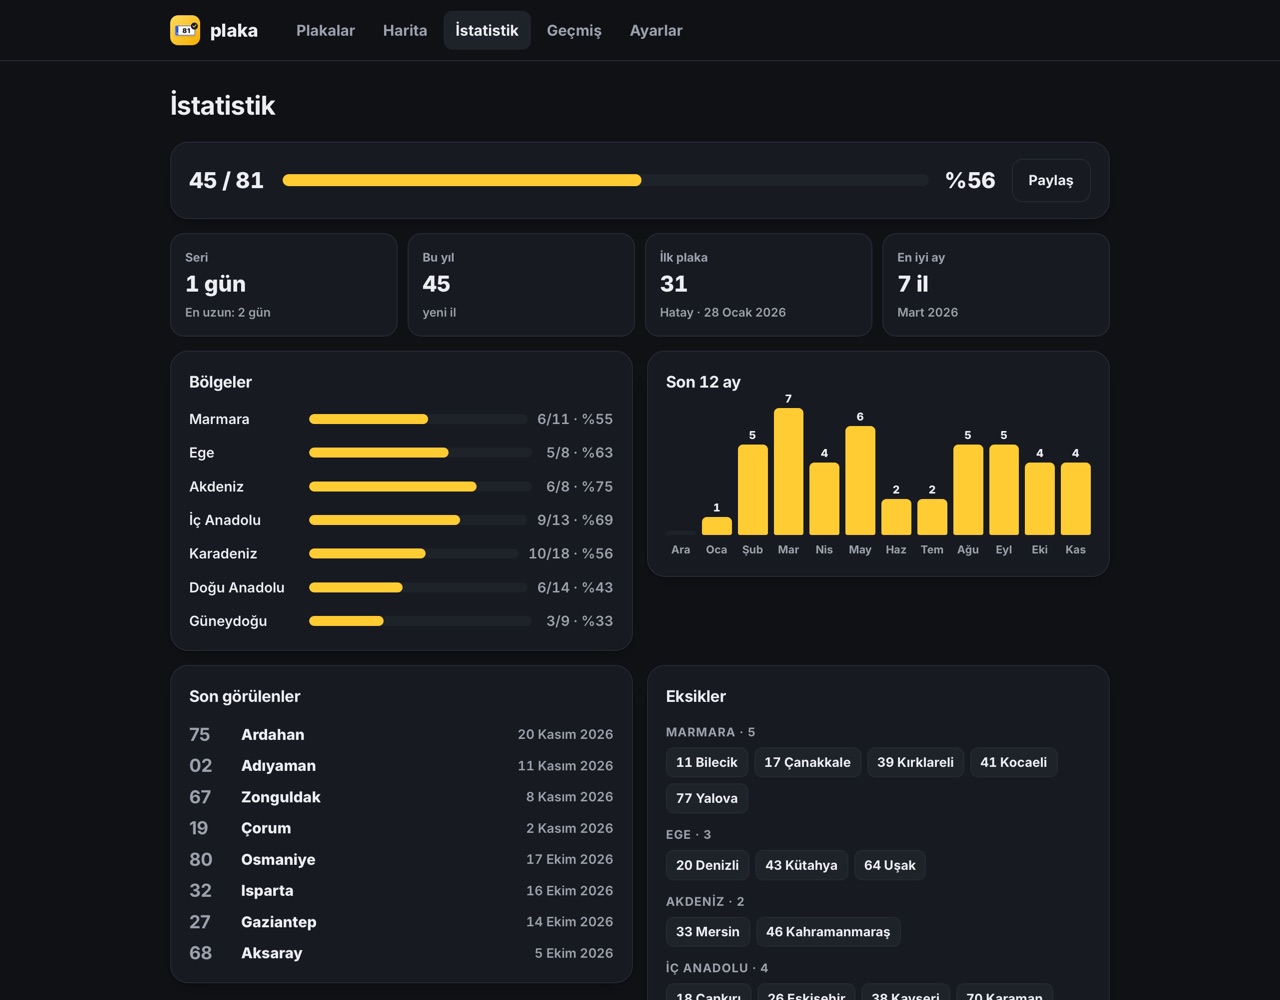 81
plaka
Plakalar
Harita
İstatistik
Geçmiş
Ayarlar
İstatistik
45 / 81
%56
Paylaş
Seri
1 gün
En uzun: 2 gün
Bu yıl
45
yeni il
İlk plaka
31
Hatay · 28 Ocak 2026
En iyi ay
7 il
Mart 2026
Bölgeler
Marmara 6/11 · %55
Ege 5/8 · %63
Akdeniz 6/8 · %75
İç Anadolu 9/13 · %69
Karadeniz 10/18 · %56
Doğu Anadolu 6/14 · %43
Güneydoğu 3/9 · %33
Son 12 ay
1 5 7 4 6 2 2 5 5 4 4
Ara Oca Şub Mar Nis May Haz Tem Ağu Eyl Eki Kas
Son görülenler
75 Ardahan 20 Kasım 2026
02 Adıyaman 11 Kasım 2026
67 Zonguldak 8 Kasım 2026
19 Çorum 2 Kasım 2026
80 Osmaniye 17 Ekim 2026
32 Isparta 16 Ekim 2026
27 Gaziantep 14 Ekim 2026
68 Aksaray 5 Ekim 2026
Eksikler
MARMARA · 5
11 Bilecik 17 Çanakkale 39 Kırklareli 41 Kocaeli
77 Yalova
EGE · 3
20 Denizli 43 Kütahya 64 Uşak
AKDENİZ · 2
33 Mersin 46 Kahramanmaraş
İÇ ANADOLU · 4
18 Çankırı 26 Eskişehir 38 Kayseri 70 Karaman